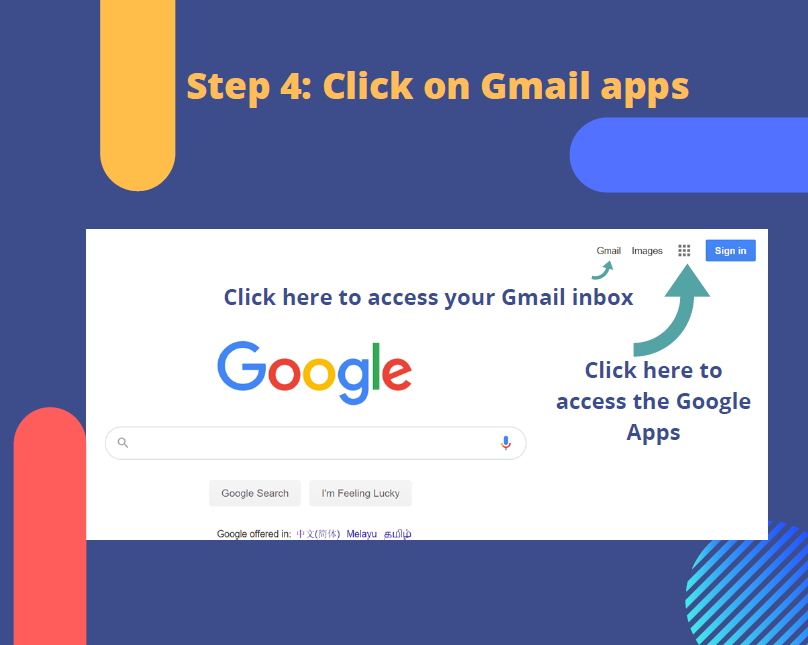 Step 4: Click on Gmail apps
Gmail Images Sign in
Click here to access your Gmail inbox
Google
Click here to
access the Google
Apps
Google Search I'm Feeling Lucky
Google offered in: 中文(简体) Melayu தமிழ்